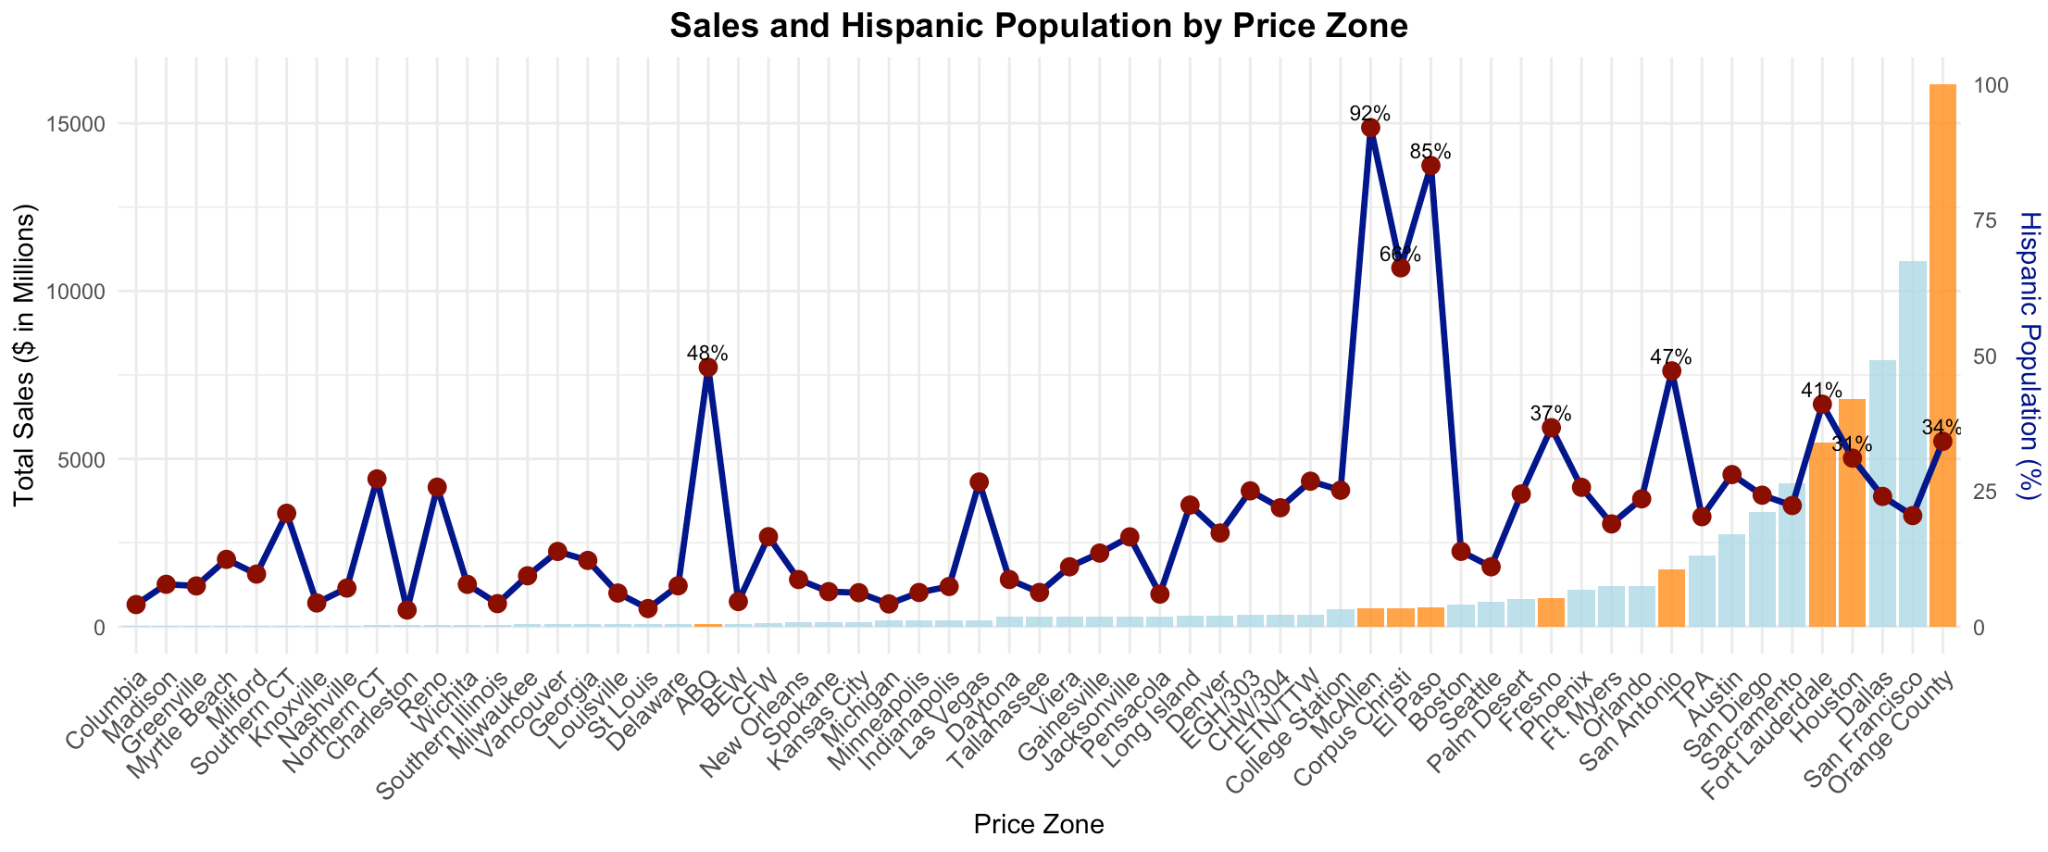 Sales and Hispanic Population by Price Zone
Total Sales ($ in Millions)
15000
10000
5000
0
48%
92%
66%
85%
37%
47%
41%
31%
34%
100
75
50
25
0
Hispanic Population (%)
Columbia
Madison
Greenville
Myrtle Beach
Milford
Southern CT
Knoxville
Nashville
Northern CT
Charleston
Reno
Wichita
Southern Illinois
Milwaukee
Vancouver
Georgia
Louisville
St Louis
Delaware
ABQ
BEW
CFW
New Orleans
Spokane
Kansas City
Michigan
Minneapolis
Indiannapolis
Las Vegas
Daytona
Tallahassee
Viera
Gainesville
Jacksonville
Pensacola
Long Island
Denver
EGH/303
CHW/304
ETN/TTW
College Station
McAllen
Corpus Christi
El Paso
Boston
Seattle
Palm Desert
Fresno
Phoenix
Ft. Myers
Orlando
San Antonio
TPA
Austin
San Diego
Sacramento
Fort Lauderdale
Houston
Dallas
San Francisco
Orange County
Price Zone